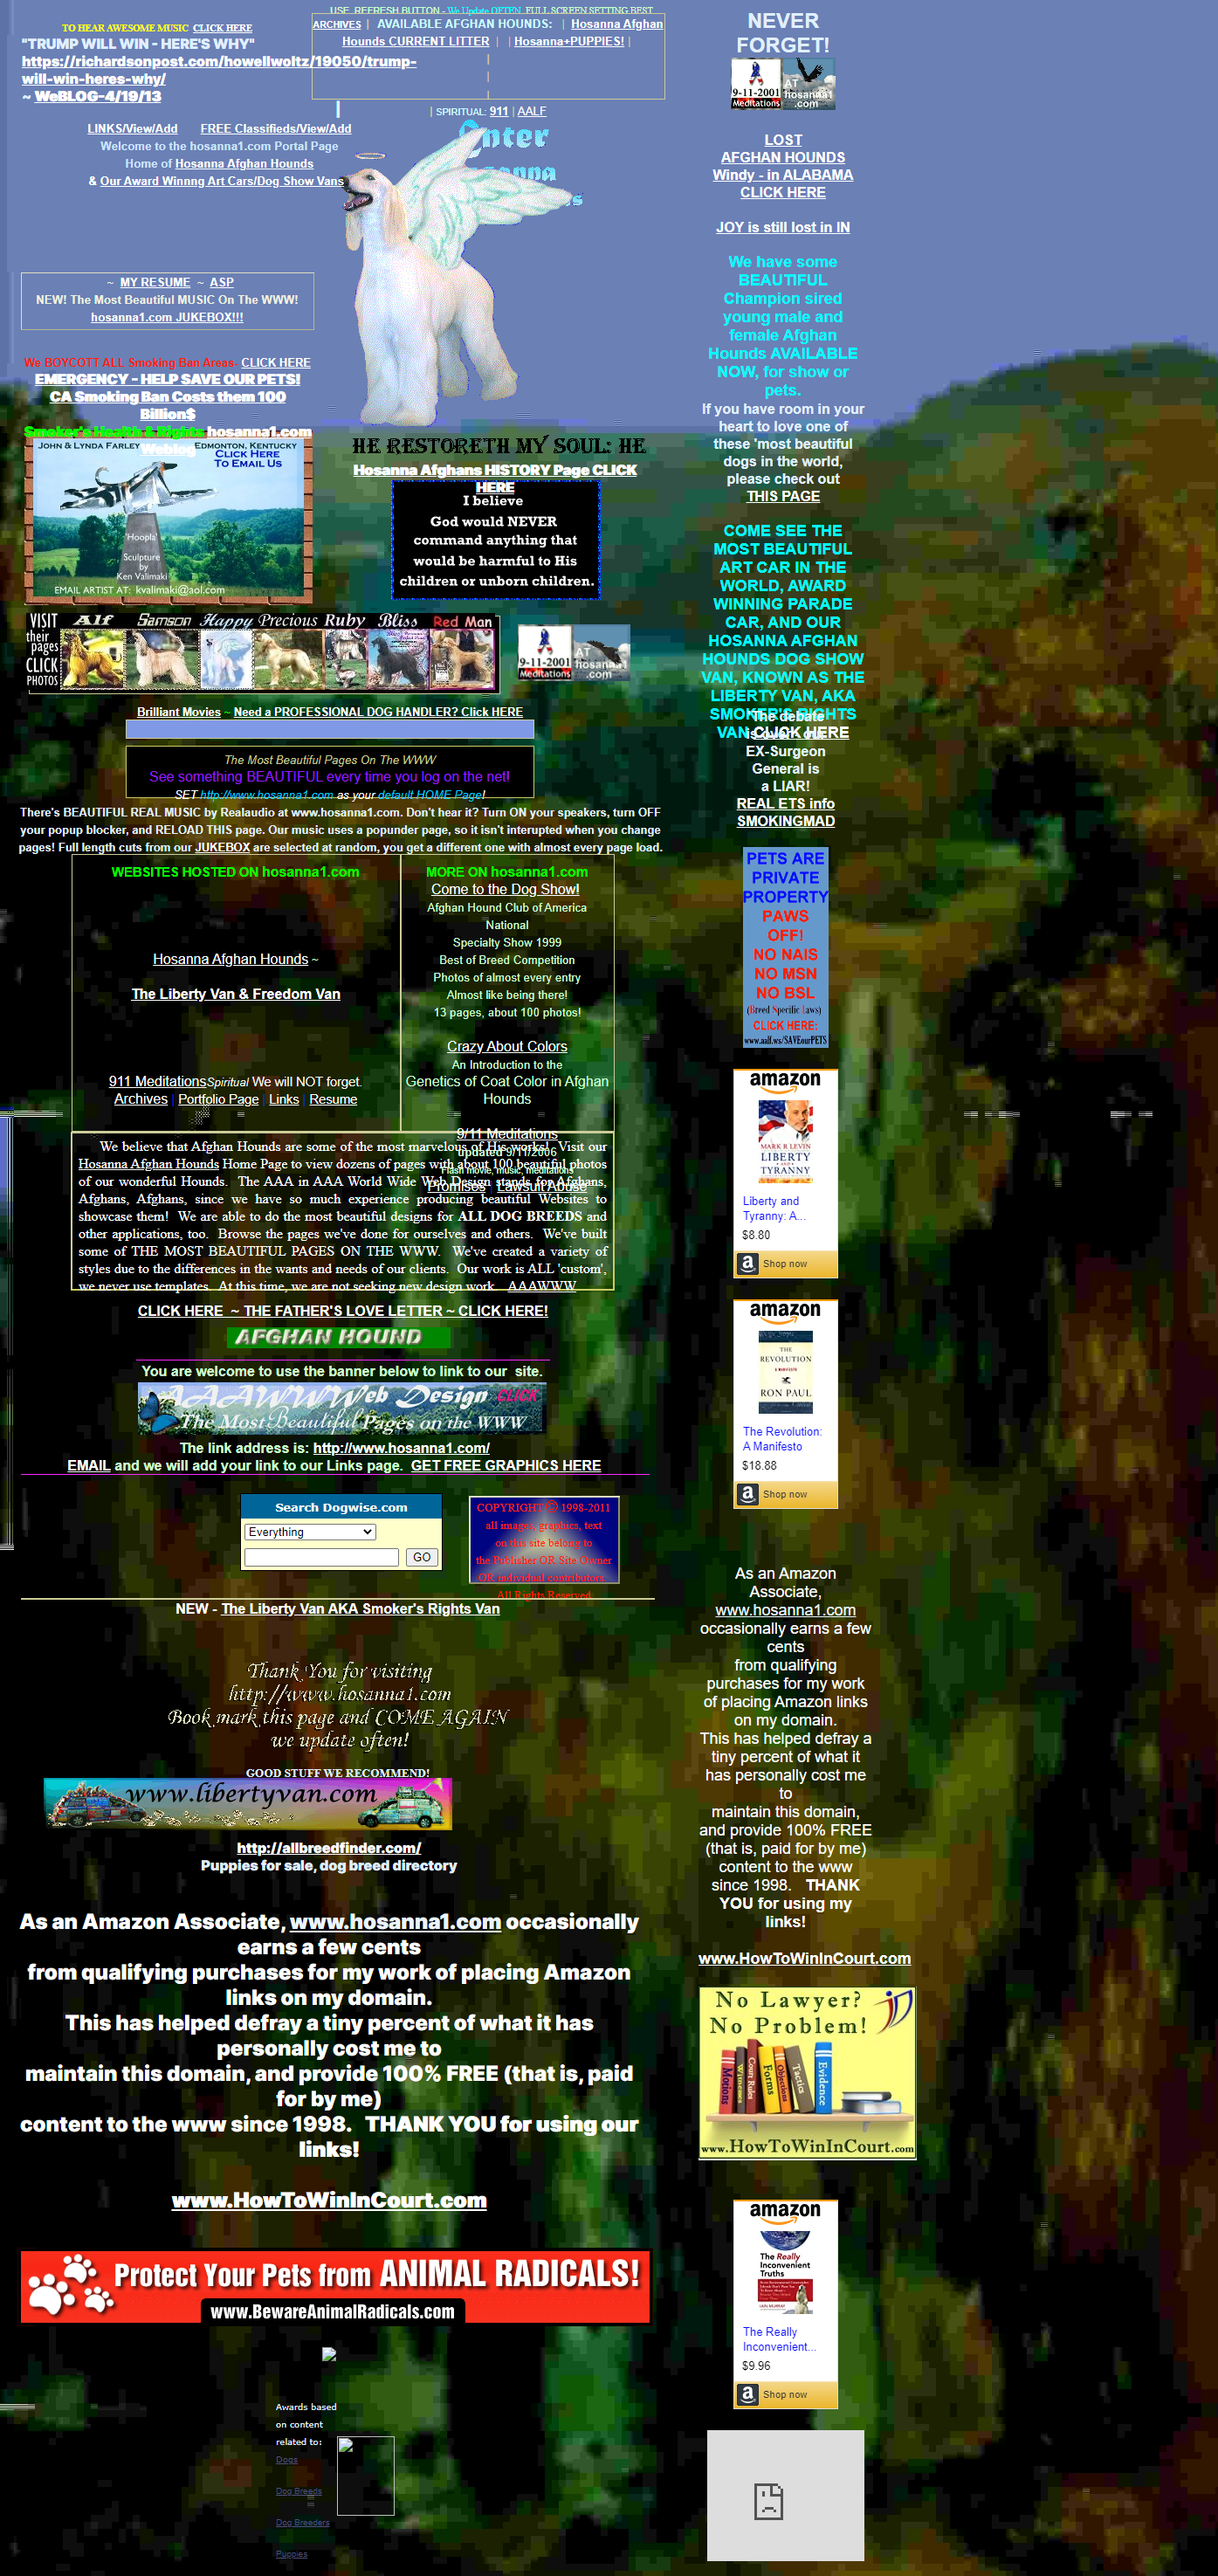 USE REFRESH BUTTON - We Update OFTEN, FULL SCREEN SETTING BEST
TO HEAR AWESOME MUSIC CLICK HERE
"TRUMP WILL WIN - HERE'S WHY"
https://richardsonpost.com/howellwoltz/19050/trump-
will-win-heres-why/
~ WeBLOG-4/19/13
ARCHIVES | AVAILABLE AFGHAN HOUNDS: | Hosanna Afghan
Hounds CURRENT LITTER | | Hosanna+PUPPIES! |
| SPIRITUAL: 911 | AALF
LINKS/View/Add FREE Classifieds/View/Add
Welcome to the hosanna1.com Portal Page
Home of Hosanna Afghan Hounds
& Our Award Winnng Art Cars/Dog Show Vans
Enter
~ MY RESUME ~ ASP
NEW! The Most Beautiful MUSIC On The WWW!
hosanna1.com JUKEBOX!!!
We BOYCOTT ALL Smoking Ban Areas- CLICK HERE
EMERGENCY - HELP SAVE OUR PETS!
CA Smoking Ban Costs them 100
Billion$
Smoker's Health & Rights hosanna1.com
Weblog
JOHN & LYNDA FARLEY EDMONTON, KENTUCKY
CLICK HERE
To EMAIL Us
'Hoopla'
Sculpture
by
Ken Valimaki
EMAIL ARTIST AT: kvalimaki@aol.com
HE RESTORETH MY SOUL: HE
Hosanna Afghans HISTORY Page CLICK
HERE
I believe
God would NEVER
command anything that
would be harmful to His
children or unborn children.
VISIT their pages CLICK PHOTOS
Alf Samson Happy Precious Ruby Bliss Red Man
9-11-2001
Meditations
AT
hosanna1
.com
Brilliant Movies ~ Need a PROFESSIONAL DOG HANDLER? Click HERE
The Most Beautiful Pages On The WWW
See something BEAUTIFUL every time you log on the net!
SET http://www.hosanna1.com as your default HOME Page!
There's BEAUTIFUL REAL MUSIC by Realaudio at www.hosanna1.com. Don't hear it? Turn ON your speakers, turn OFF
your popup blocker, and RELOAD THIS page. Our music uses a popunder page, so it isn't interupted when you change
pages! Full length cuts from our JUKEBOX are selected at random, you get a different one with almost every page load.
WEBSITES HOSTED ON hosanna1.com
Hosanna Afghan Hounds ~
The Liberty Van & Freedom Van
911 MeditationsSpiritual We will NOT forget.
Archives | Portfolio Page | Links | Resume
MORE ON hosanna1.com
Come to the Dog Show!
Afghan Hound Club of America
National
Specialty Show 1999
Best of Breed Competition
Photos of almost every entry
Almost like being there!
13 pages, about 100 photos!
Crazy About Colors
An Introduction to the
Genetics of Coat Color in Afghan
Hounds
9/11 Meditations
updated 9/11/2006
Flash movie, music, meditations
Promises | Lawsuit Abuse
We believe that Afghan Hounds are some of the most marvelous of His works! Visit our
Hosanna Afghan Hounds Home Page to view dozens of pages with about 100 beautiful photos
of our wonderful Hounds. The AAA in AAA World Wide Web Design stands for Afghans,
Afghans, Afghans, since we have so much experience producing beautiful Websites to
showcase them! We are able to do the most beautiful designs for ALL DOG BREEDS and
other applications, too. Browse the pages we've done for ourselves and others. We've built
some of THE MOST BEAUTIFUL PAGES ON THE WWW. We've created a variety of
styles due to the differences in the wants and needs of our clients. Our work is ALL 'custom',
we never use templates. At this time, we are not seeking new design work. AAAWWW
CLICK HERE ~ THE FATHER'S LOVE LETTER ~ CLICK HERE!
AFGHAN HOUND
You are welcome to use the banner below to link to our site.
AAAWWWeb Design CLICK
The Most Beautiful Pages on the WWW
The link address is: http://www.hosanna1.com/
EMAIL and we will add your link to our Links page. GET FREE GRAPHICS HERE
Search Dogwise.com
Everything
GO
COPYRIGHT © 1998-2011
all images, graphics, text
on this site belong to
the Publisher OR Site Owner
OR individual contributors.
All Rights Reserved.
NEW - The Liberty Van AKA Smoker's Rights Van
Thank You for visiting
http://www.hosanna1.com
Book mark this page and COME AGAIN
we update often!
GOOD STUFF WE RECOMMEND!
www.libertyvan.com
http://allbreedfinder.com/
Puppies for sale, dog breed directory
As an Amazon Associate, www.hosanna1.com occasionally
earns a few cents
from qualifying purchases for my work of placing Amazon
links on my domain.
This has helped defray a tiny percent of what it has
personally cost me to
maintain this domain, and provide 100% FREE (that is, paid
for by me)
content to the www since 1998. THANK YOU for using our
links!
www.HowToWinInCourt.com
Protect Your Pets from ANIMAL RADICALS!
www.BewareAnimalRadicals.com
Awards based
on content
related to:
Dogs
Dog Breeds
Dog Breeders
Puppies
NEVER
FORGET!
9-11-2001
Meditations
AT
hosanna1
.com
LOST
AFGHAN HOUNDS
Windy - in ALABAMA
CLICK HERE
JOY is still lost in IN
We have some
BEAUTIFUL
Champion sired
young male and
female Afghan
Hounds AVAILABLE
NOW, for show or
pets.
If you have room in your
heart to love one of
these 'most beautiful
dogs in the world,
please check out
THIS PAGE
COME SEE THE
MOST BEAUTIFUL
ART CAR IN THE
WORLD, AWARD
WINNING PARADE
CAR, AND OUR
HOSANNA AFGHAN
HOUNDS DOG SHOW
VAN, KNOWN AS THE
LIBERTY VAN, AKA
SMOKER'S RIGHTS
VAN CLICK HERE
The debate
is over - our
EX-Surgeon
General is
a LIAR!
REAL ETS info
SMOKINGMAD
PETS ARE
PRIVATE
PROPERTY
PAWS
OFF!
NO NAIS
NO MSN
NO BSL
(Breed Specific Laws)
CLICK HERE:
www.aalf.ws/SAVEourPETS
amazon
MARK R LEVIN
LIBERTY
AND
TYRANNY
Liberty and
Tyranny: A...
$8.80
Shop now
amazon
THE
REVOLUTION
A MANIFESTO
RON PAUL
The Revolution:
A Manifesto
$18.88
Shop now
As an Amazon
Associate,
www.hosanna1.com
occasionally earns a few
cents
from qualifying
purchases for my work
of placing Amazon links
on my domain.
This has helped defray a
tiny percent of what it
has personally cost me
to
maintain this domain,
and provide 100% FREE
(that is, paid for by me)
content to the www
since 1998. THANK
YOU for using my
links!
www.HowToWinInCourt.com
No Lawyer?
No Problem!
Motions
Witnesses
Court Rules
Forms
Objections
Tactics
Evidence
www.HowToWinInCourt.com
amazon
The Really
Inconvenient
Truths
IAIN MURRAY
The Really
Inconvenient...
$9.96
Shop now